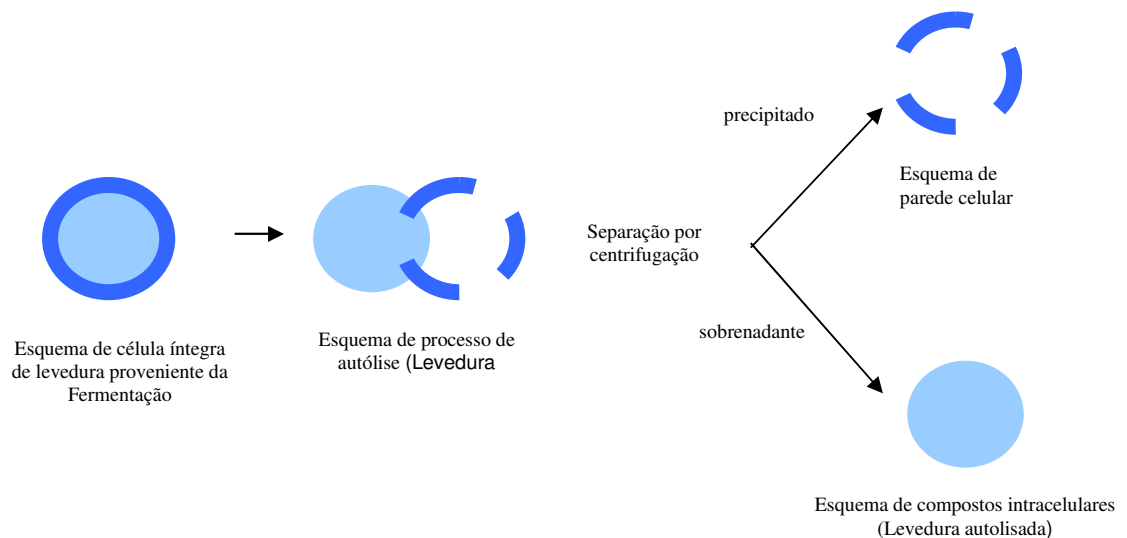 Esquema de célula íntegra
de levedura proveniente da
Fermentação
Esquema de processo de
autólise (Levedura
Separação por
centrifugação
precipitado
Esquema de
parede celular
sobrenadante
Esquema de compostos intracelulares
(Levedura autolisada)